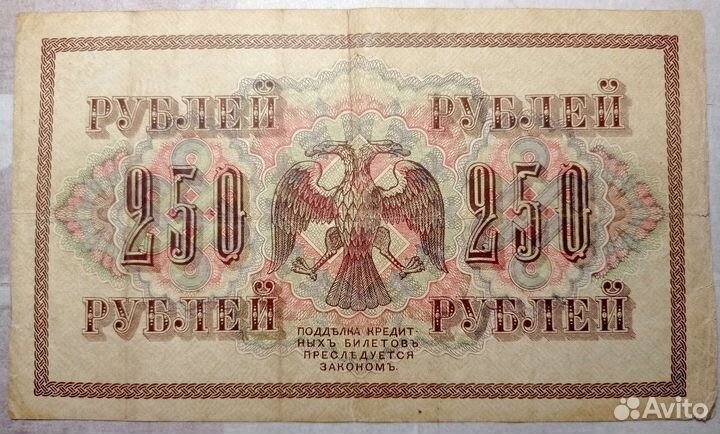 РУБЛЕЙ РУБЛЕЙ
250 250
РУБЛЕЙ РУБЛЕЙ
ПОДДѢЛКА КРЕДИТ-
НЫХЪ БИЛЕТОВЪ
ПРЕСЛѢДУЕТСЯ
ЗАКОНОМЪ.
Avito